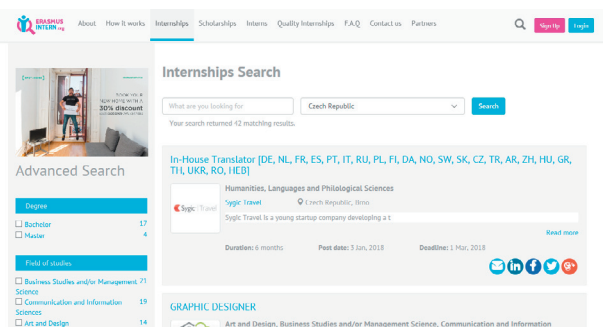 ERASMUS
INTERN .org
About How it works Internships Scholarships Interns Quality Internships F.A.Q Contact us Partners
Sign Up Login
30% discount
Internships Search
What are you looking for
Czech Republic
Search
Your search returned 42 matching results.
Advanced Search
Degree
Bachelor 17
Master 4
Field of studies
Business Studies and/or Management 71
Science
Communication and Information 19
Sciences
Art and Design 14
In-House Translator [DE, NL, FR, ES, PT, IT, RU, PL, FI, DA, NO, SW, SK, CZ, TR, AR, ZH, HU, GR,
TH, UKR, RO, HEB]
Humanities, Languages and Philological Sciences
Sygic Travel
Sygic Travel Czech Republic, Brno
Sygic Travel is a young startup company developing a t
Read more
Duration: 6 months Post date: 3 Jan, 2018 Deadline: 1 Mar, 2018
GRAPHIC DESIGNER
Art and Design, Business Studies and/or Management Science, Communication and Information